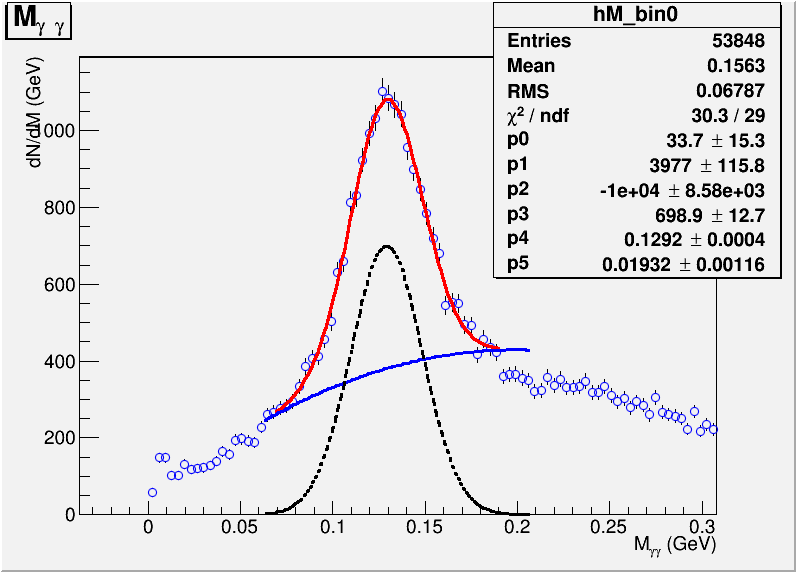 M_γγ
hM_bin0
Entries 53848
Mean 0.1563
RMS 0.06787
χ² / ndf 30.3 / 29
p0 33.7 ± 15.3
p1 3977 ± 115.8
p2 -1e+04 ± 8.58e+03
p3 698.9 ± 12.7
p4 0.1292 ± 0.0004
p5 0.01932 ± 0.00116
dN/dM (GeV)
1000
800
600
400
200
0
0 0.05 0.1 0.15 0.2 0.25 0.3
M_γγ (GeV)